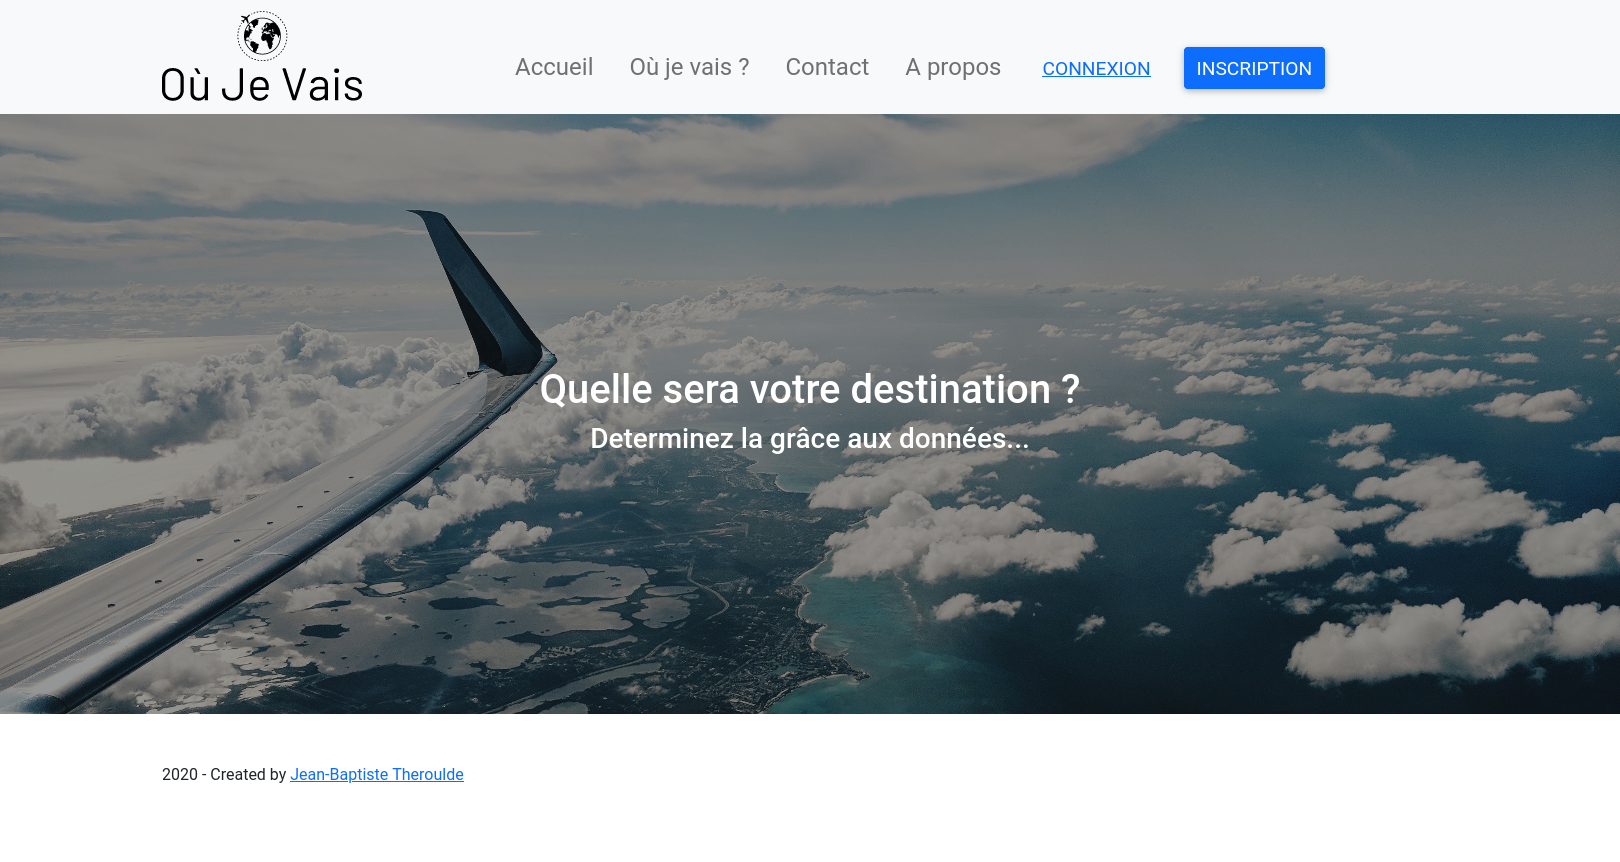 Où Je Vais
Accueil Où je vais ? Contact A propos CONNEXION INSCRIPTION
Quelle sera votre destination ?
Determinez la grâce aux données...
2020 - Created by Jean-Baptiste Theroulde